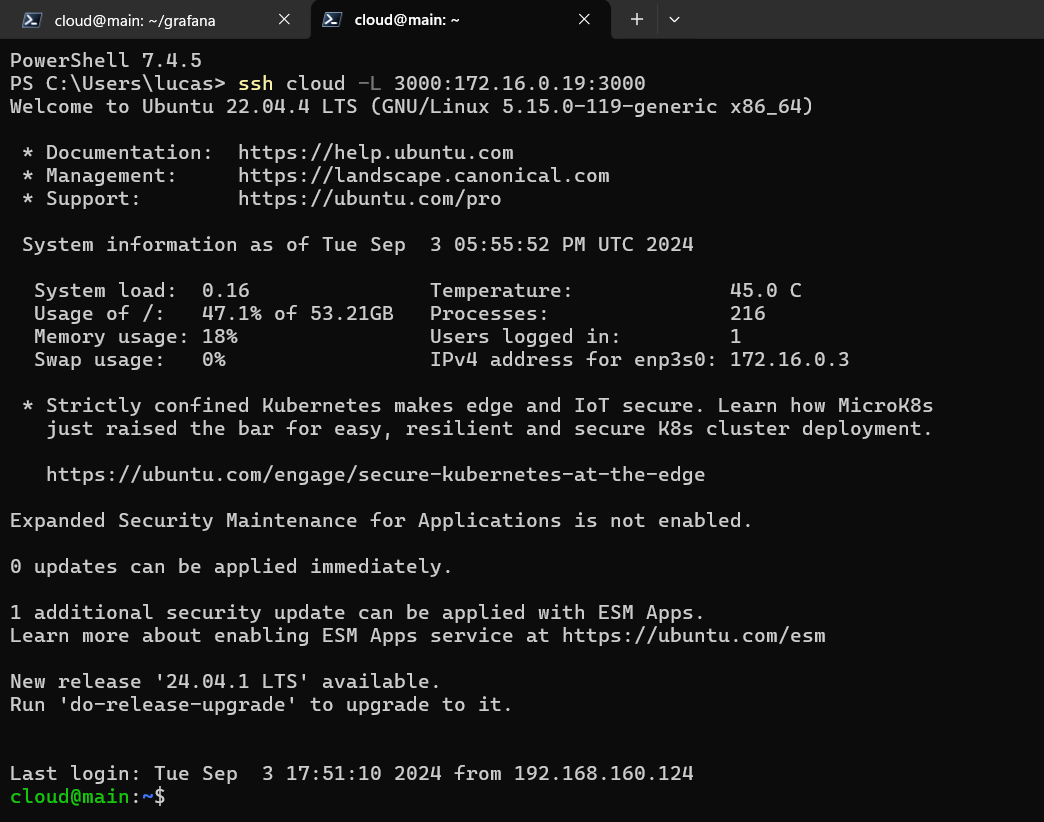 cloud@main: ~/grafana
cloud@main: ~
PowerShell 7.4.5
PS C:\Users\lucas> ssh cloud -L 3000:172.16.0.19:3000
Welcome to Ubuntu 22.04.4 LTS (GNU/Linux 5.15.0-119-generic x86_64)
* Documentation:  https://help.ubuntu.com
* Management:     https://landscape.canonical.com
* Support:        https://ubuntu.com/pro
System information as of Tue Sep  3 05:55:52 PM UTC 2024
System load:  0.16               Temperature:             45.0 C
Usage of /:   47.1% of 53.21GB   Processes:               216
Memory usage: 18%                Users logged in:         1
Swap usage:   0%                 IPv4 address for enp3s0: 172.16.0.3
* Strictly confined Kubernetes makes edge and IoT secure. Learn how MicroK8s
just raised the bar for easy, resilient and secure K8s cluster deployment.
https://ubuntu.com/engage/secure-kubernetes-at-the-edge
Expanded Security Maintenance for Applications is not enabled.
0 updates can be applied immediately.
1 additional security update can be applied with ESM Apps.
Learn more about enabling ESM Apps service at https://ubuntu.com/esm
New release '24.04.1 LTS' available.
Run 'do-release-upgrade' to upgrade to it.
Last login: Tue Sep  3 17:51:10 2024 from 192.168.160.124
cloud@main:~$